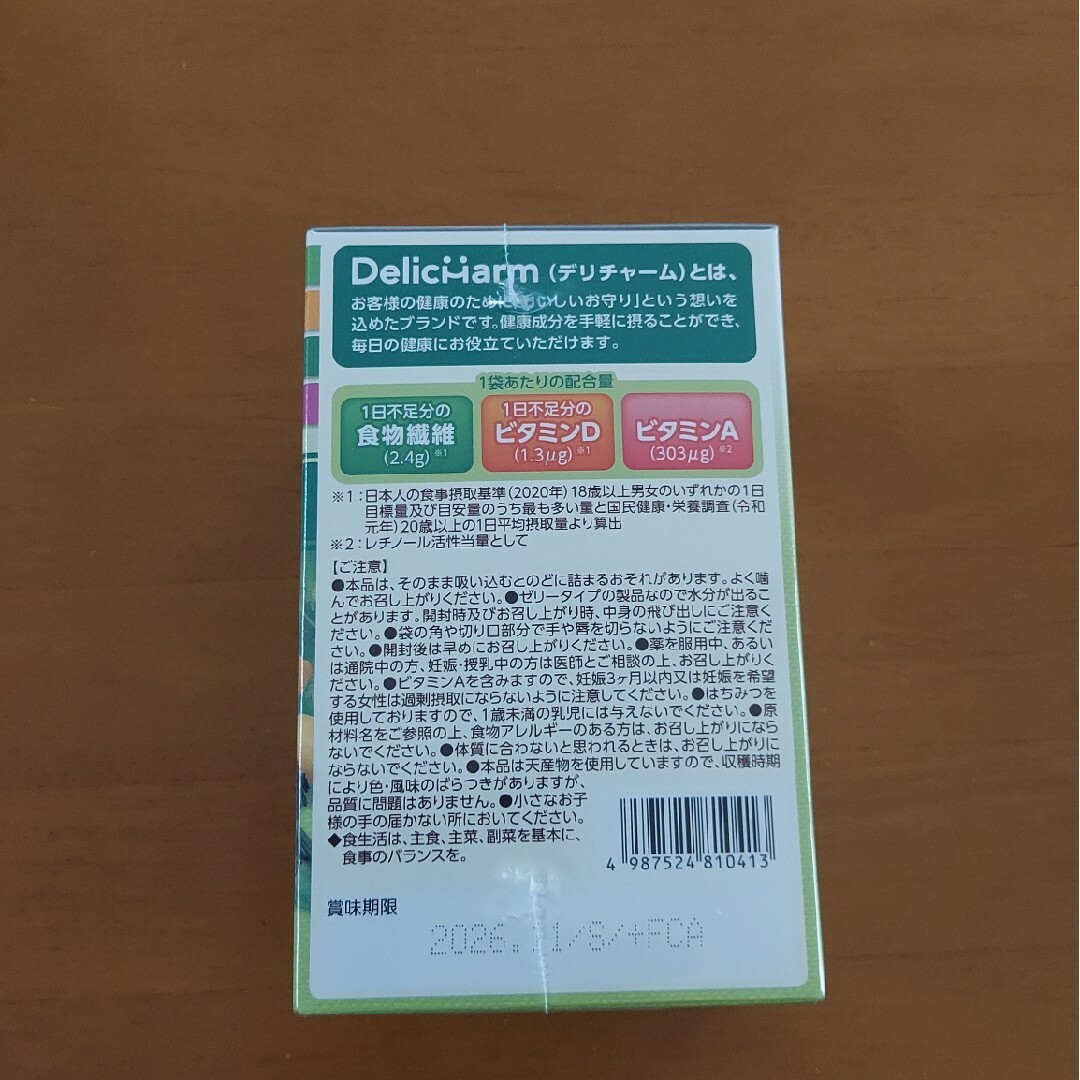 DeliCharm (デリチャーム)とは、
お客様の健康のために「おいしいお守り」という想いを
込めたブランドです。健康成分を手軽に摂ることができ、
毎日の健康にお役立ていただけます。
1袋あたりの配合量
1日不足分の
食物繊維
(2.4g) ※1
1日不足分の
ビタミンD
(1.3μg) ※1
ビタミンA
(303μg) ※2
※1:日本人の食事摂取基準(2020年)18歳以上男女のいずれかの1日
目標量及び目安量のうち最も多い量と国民健康・栄養調査(令和
元年)20歳以上の1日平均摂取量より算出
※2:レチノール活性当量として
【ご注意】
●本品は、そのまま吸い込むとのどに詰まるおそれがあります。よく噛
んでお召し上がりください。●ゼリータイプの製品なので水分が出るこ
とがあります。開封時及びお召し上がり時、中身の飛び出しにご注意く
ださい。●袋の角や切り口部分で手や唇を切らないようにご注意くだ
さい。●開封後は早めにお召し上がりください。●薬を服用中、あるい
は通院中の方、妊娠・授乳中の方は医師とご相談の上、お召し上がりく
ださい。●ビタミンAを含みますので、妊娠3ヶ月以内又は妊娠を希望
する女性は過剰摂取にならないように注意してください。●はちみつを
使用しておりますので、1歳未満の乳児には与えないでください。●原
材料名をご参照の上、食物アレルギーのある方は、お召し上がりになら
ないでください。●体質に合わないと思われるときは、お召し上がりに
ならないでください。●本品は天産物を使用していますので、収穫時期
により色・風味のばらつきがありますが、
品質に問題はありません。●小さなお子
様の手の届かない所においてください。
◆食生活は、主食、主菜、副菜を基本に、
食事のバランスを。
4 987524 810413
賞味期限
2026.11/8/+FCA